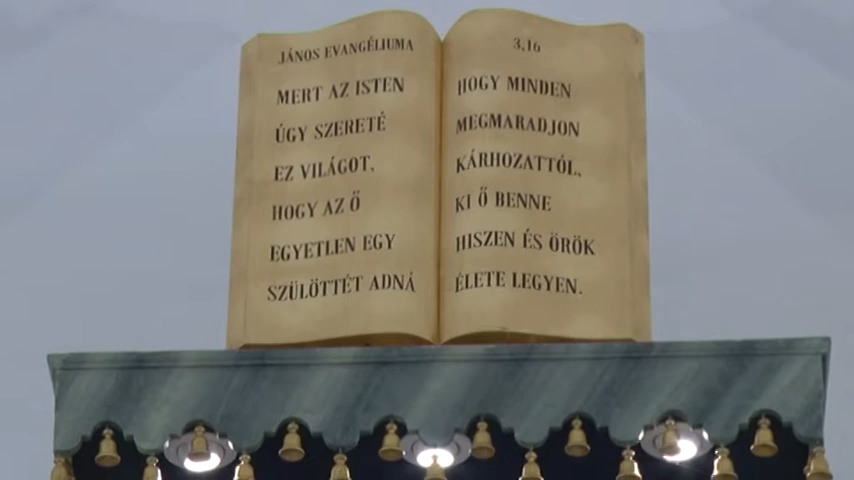 JÁNOS EVANGÉLIUMA
MERT AZ ISTEN
ÚGY SZERETÉ
EZ VILÁGOT,
HOGY AZ Ő
EGYETLEN EGY
SZÜLÖTTÉT ADNÁ
3,16
HOGY MINDEN
MEGMARADJON
KÁRHOZATTÓL,
KI Ő BENNE
HISZEN ÉS ÖRÖK
ÉLETE LEGYEN.